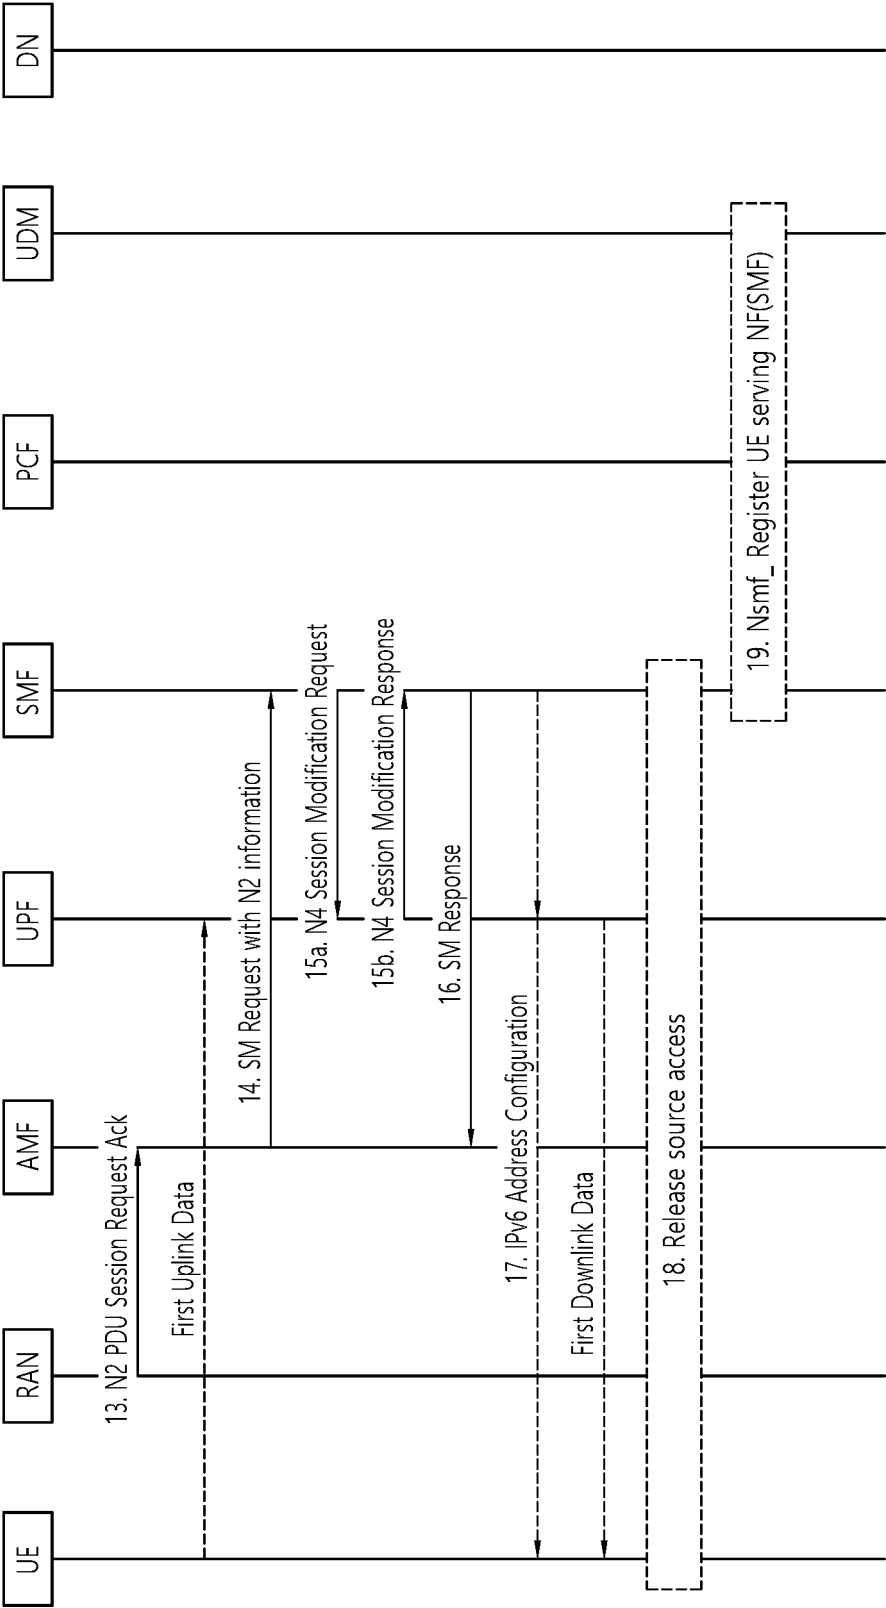 UE
RAN
AMF
UPF
SMF
PCF
UDM
DN
13. N2 PDU Session Request Ack
First Uplink Data
14. SM Request with N2 information
15a. N4 Session Modification Request
15b. N4 Session Modification Response
16. SM Response
17. IPv6 Address Configuration
First Downlink Data
18. Release source access
19. Nsmf_ Register UE serving NF(SMF)